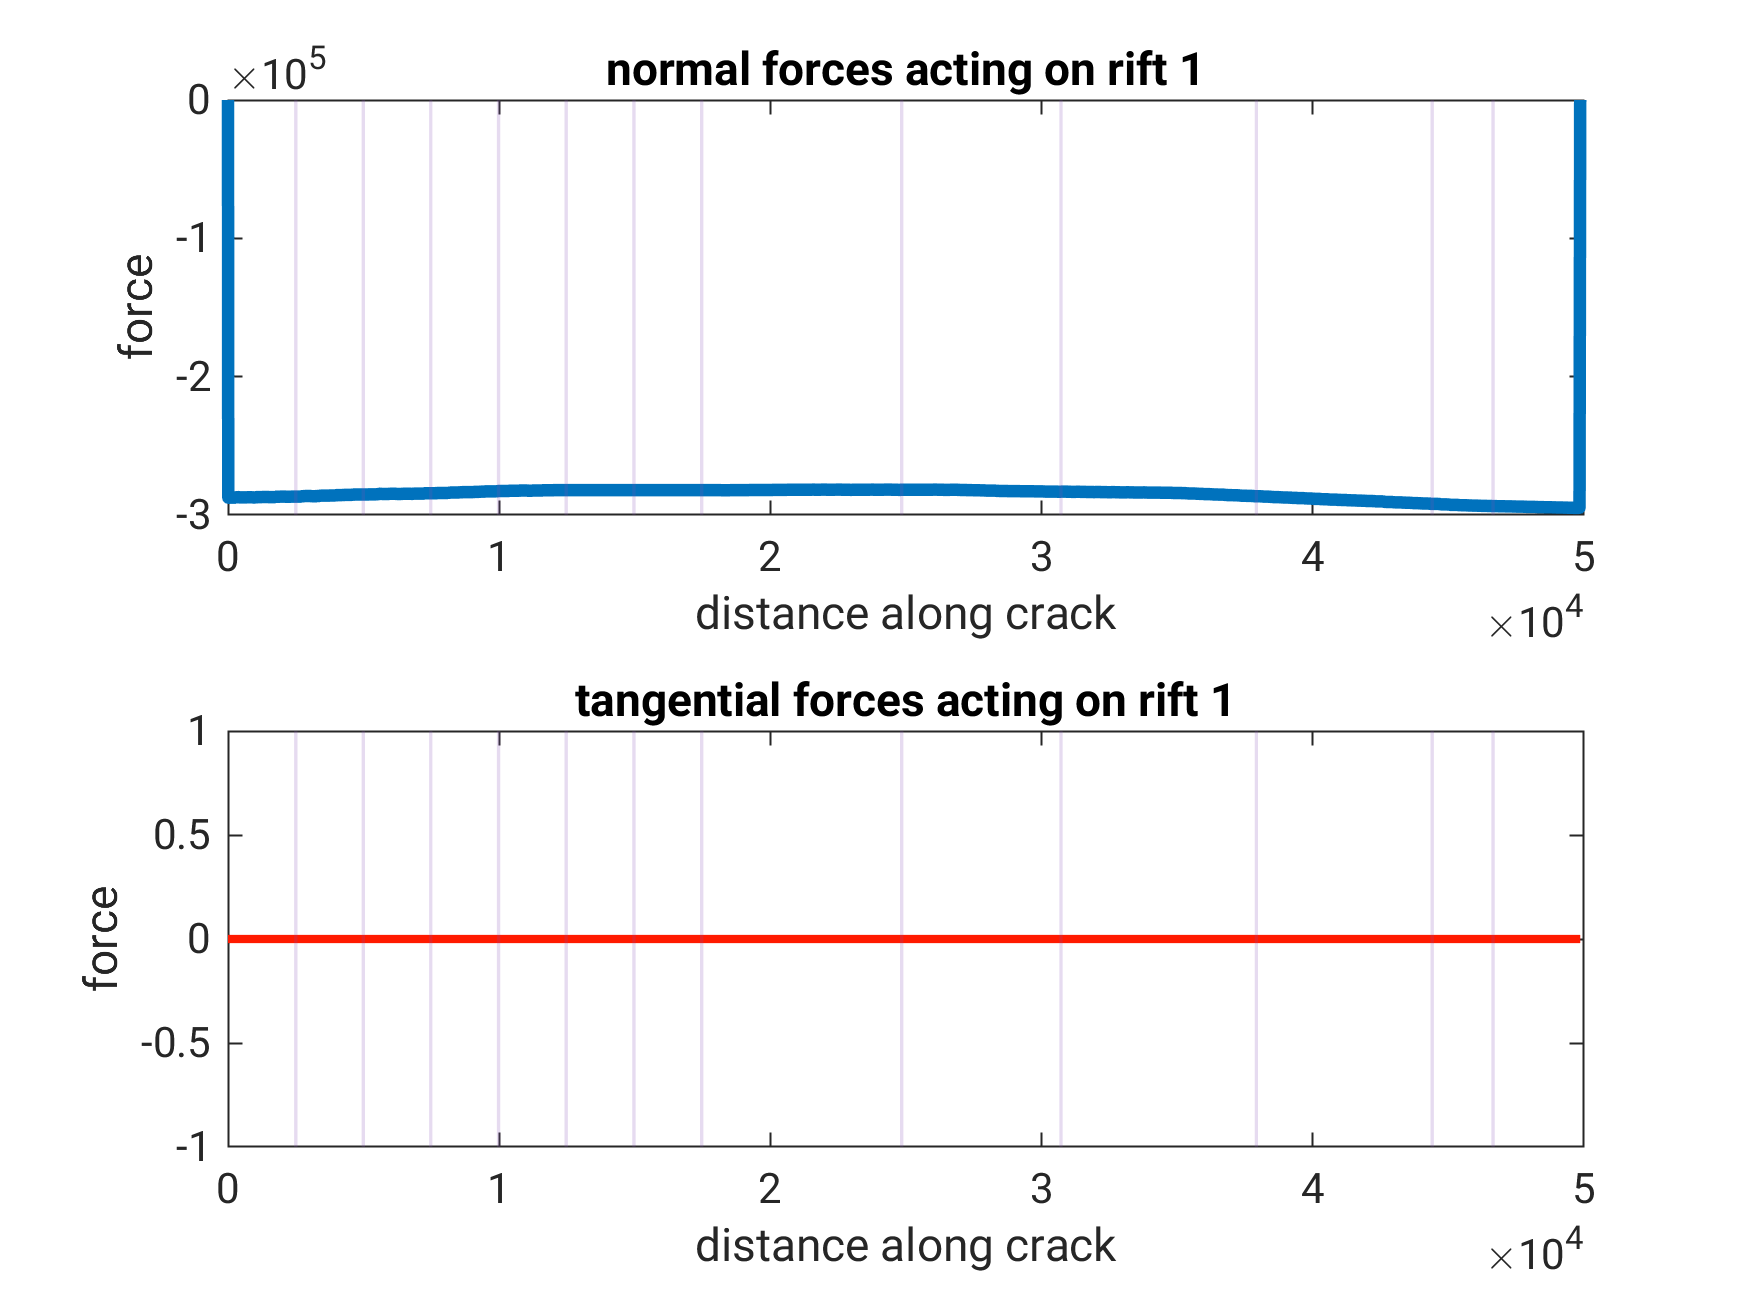 ×10^5
normal forces acting on rift 1
0
-1
-2
-3
force
0 1 2 3 4 5
distance along crack
×10^4
tangential forces acting on rift 1
1
0.5
0
-0.5
-1
force
0 1 2 3 4 5
distance along crack
×10^4